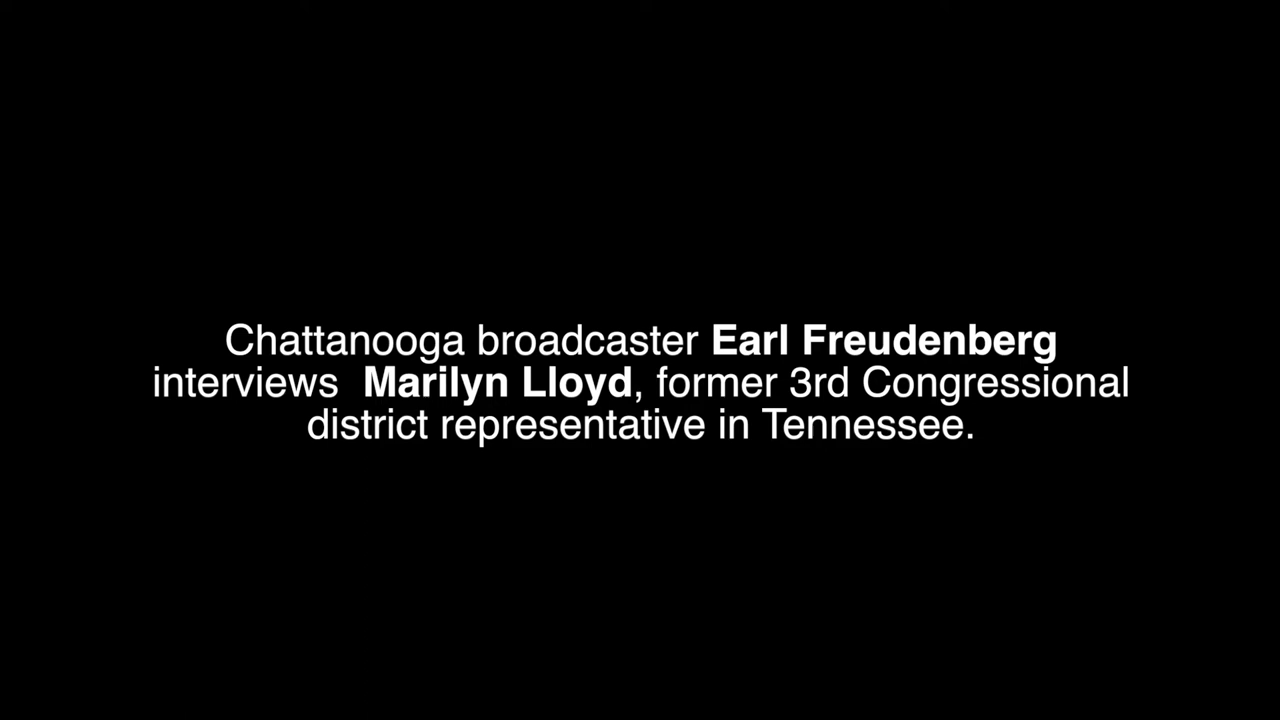 Chattanooga broadcaster Earl Freudenberg
interviews  Marilyn Lloyd, former 3rd Congressional
district representative in Tennessee.